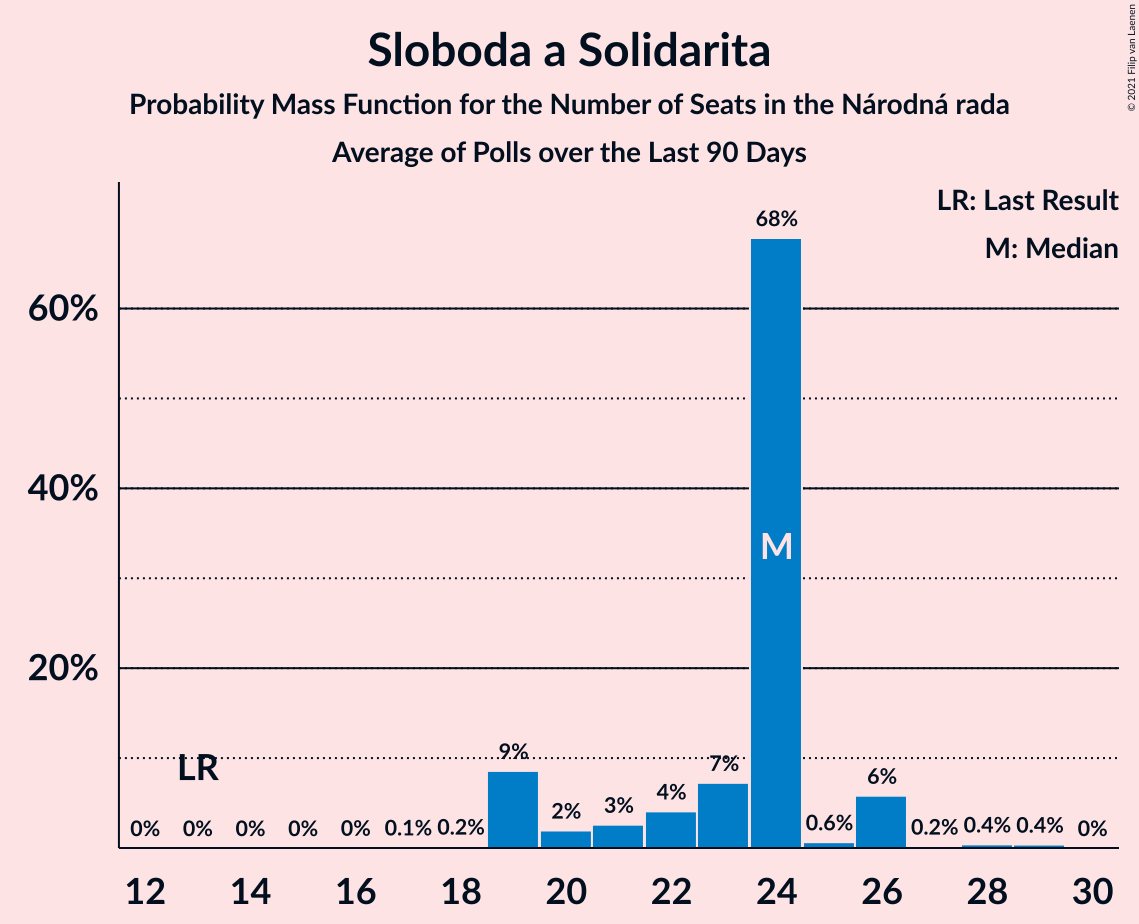 © 2021 Filip van Laenen
Sloboda a Solidarita
Probability Mass Function for the Number of Seats in the Národná rada
Average of Polls over the Last 90 Days
LR: Last Result
M: Median
60%
40%
20%
0% 0% 0% 0% 0% 0.1% 0.2% 9% 2% 3% 4% 7% 68% 0.6% 6% 0.2% 0.4% 0.4% 0%
LR
M
12 14 16 18 20 22 24 26 28 30